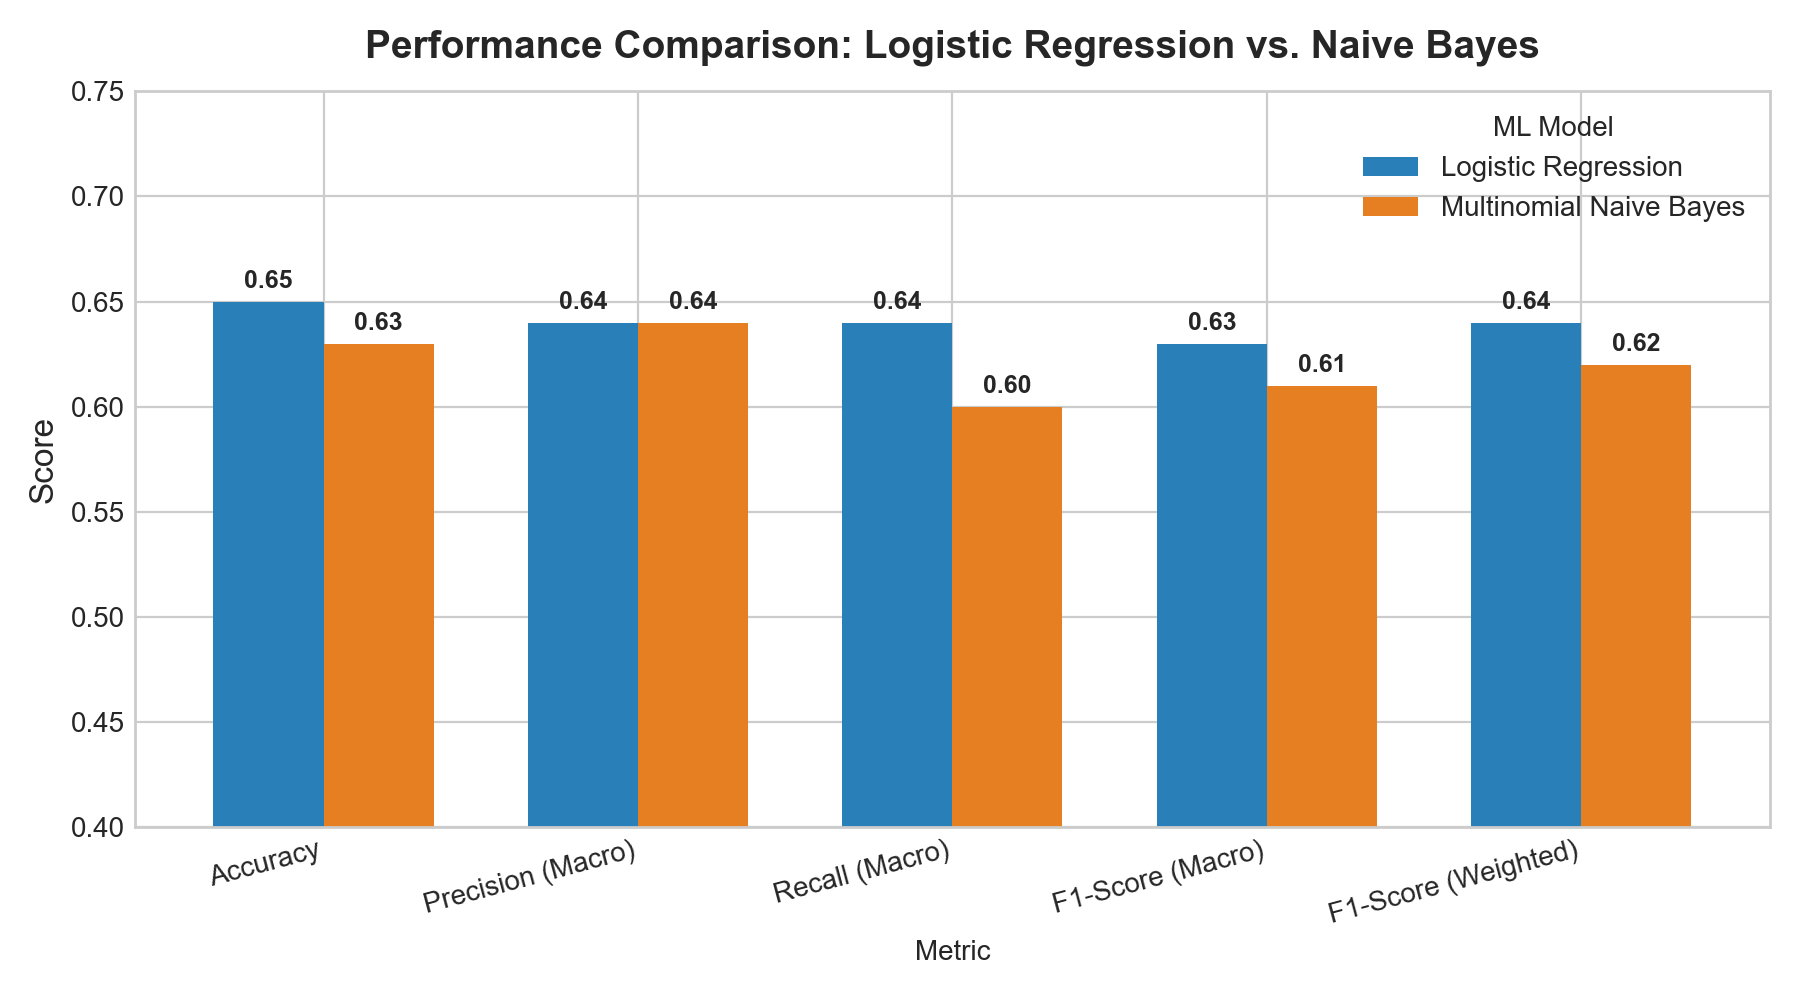 Performance Comparison: Logistic Regression vs. Naive Bayes
0.75
0.70
0.65
0.60
0.55
0.50
0.45
0.40
Score
ML Model
Logistic Regression
Multinomial Naive Bayes
0.65
0.63
0.64
0.64
0.64
0.60
0.63
0.61
0.64
0.62
Accuracy
Precision (Macro)
Recall (Macro)
F1-Score (Macro)
F1-Score (Weighted)
Metric